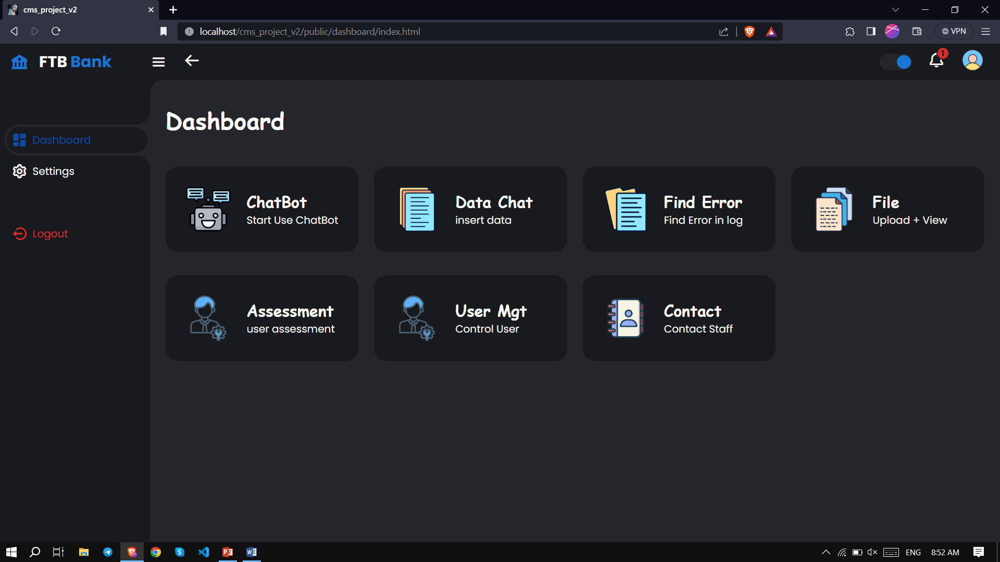 cms_project_v2
localhost/cms_project_v2/public/dashboard/index.html
VPN
FTB Bank
1
Dashboard
Settings
Logout
Dashboard
ChatBot
Start Use ChatBot
Data Chat
insert data
Find Error
Find Error in log
File
Upload + View
Assessment
user assessment
User Mgt
Control User
Contact
Contact Staff
ENG
8:52 AM